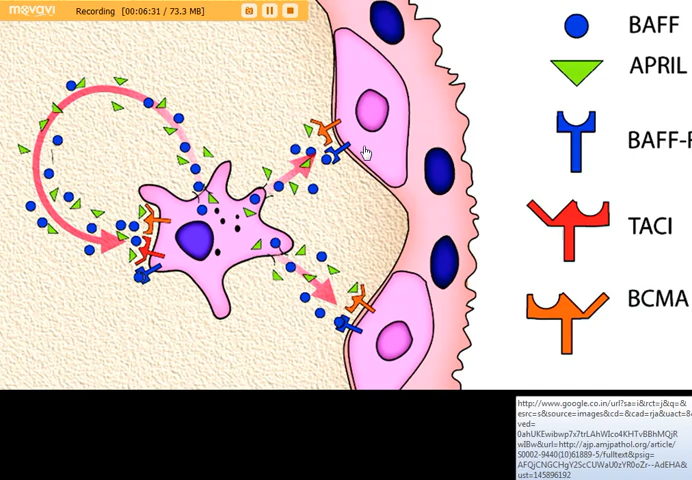 movavi
Recording [00:06:31 / 73.3 MB]
BAFF
APRIL
BAFF-
TACI
BCMA
http://www.google.co.in/url?sa=i&rct=j&q=&
esrc=s&source=images&cd=&cad=rja&uact=8
ved=
0ahUKEwibwp7x7trLAhWIco4KHTvBBhMQjR
wIBw&url=http://ajp.amjpathol.org/article/
S0002-9440(10)61889-5/fulltext&psig=
AFQjCNGCHgY2ScCUWaU0zYR0oZr--AdEHA&
ust=145896192